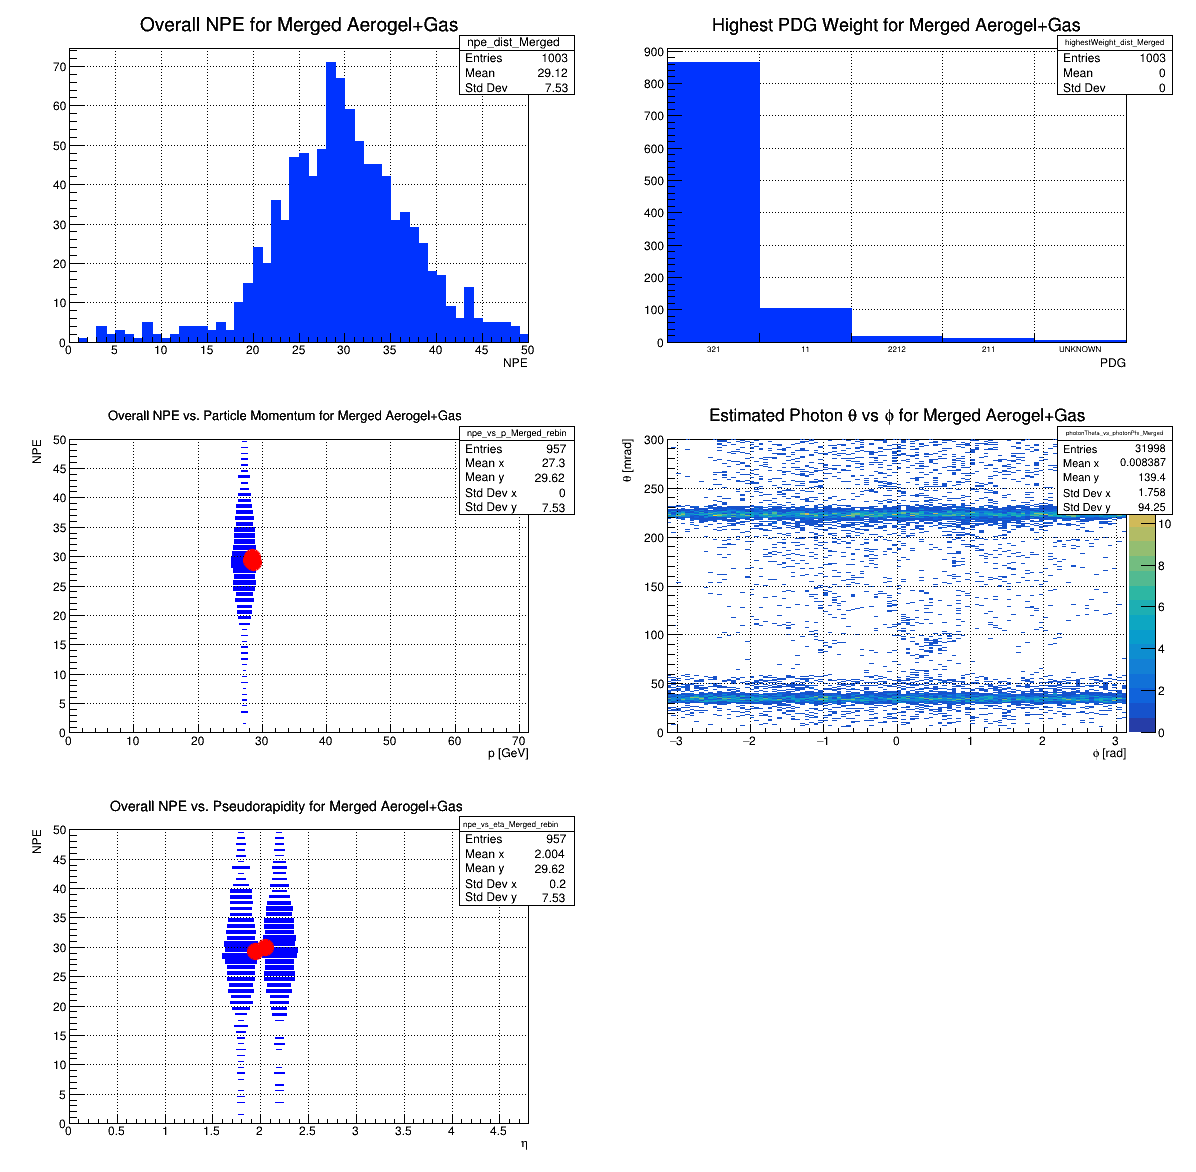 Overall NPE for Merged Aerogel+Gas
npe_dist_Merged
Entries 1003
Mean 29.12
Std Dev 7.53
70
60
50
40
30
20
10
0
0 5 10 15 20 25 30 35 40 45 50
NPE
Highest PDG Weight for Merged Aerogel+Gas
highestWeight_dist_Merged
Entries 1003
Mean 0
Std Dev 0
900
800
700
600
500
400
300
200
100
0
321 11 2212 211 UNKNOWN
PDG
Overall NPE vs. Particle Momentum for Merged Aerogel+Gas
NPE
npe_vs_p_Merged_rebin
Entries 957
Mean x 27.3
Mean y 29.62
Std Dev x 0
Std Dev y 7.53
50
45
40
35
30
25
20
15
10
5
0
0 10 20 30 40 50 60 70
p [GeV]
Estimated Photon θ vs ϕ for Merged Aerogel+Gas
θ [mrad]
photonTheta_vs_photonPhi_Merged
Entries 31998
Mean x 0.008387
Mean y 139.4
Std Dev x 1.758
Std Dev y 94.25
300
250
200
150
100
50
0
−3 −2 −1 0 1 2 3
ϕ [rad]
10
8
6
4
2
0
Overall NPE vs. Pseudorapidity for Merged Aerogel+Gas
NPE
npe_vs_eta_Merged_rebin
Entries 957
Mean x 2.004
Mean y 29.62
Std Dev x 0.2
Std Dev y 7.53
50
45
40
35
30
25
20
15
10
5
0
0 0.5 1 1.5 2 2.5 3 3.5 4 4.5
η